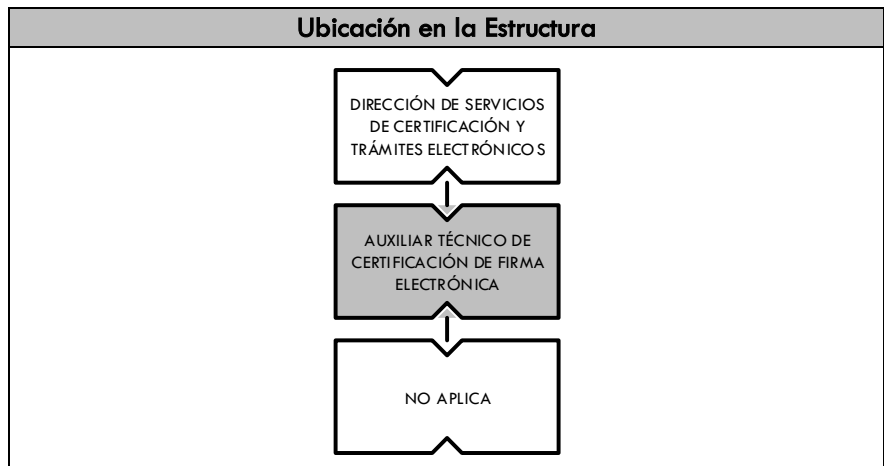 Ubicación en la Estructura
DIRECCIÓN DE SERVICIOS
DE CERTIFICACIÓN Y
TRÁMITES ELECTRÓNICOS
AUXILIAR TÉCNICO DE
CERTIFICACIÓN DE FIRMA
ELECTRÓNICA
NO APLICA